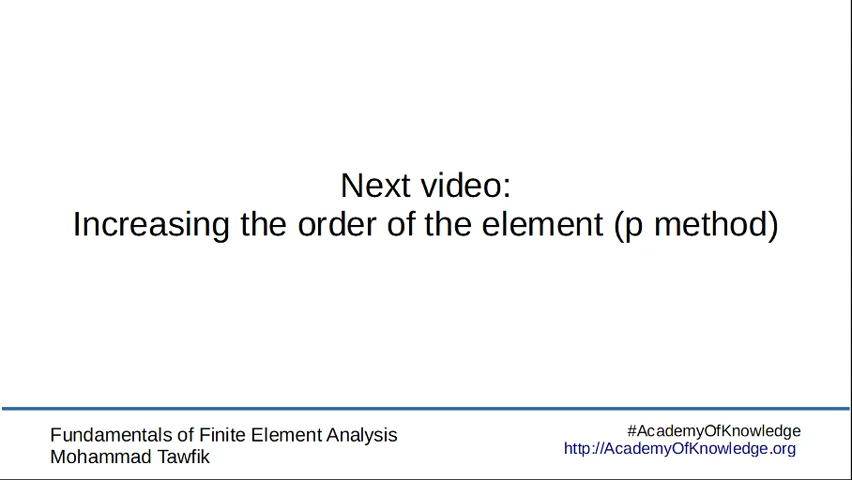 Next video:
Increasing the order of the element (p method)
Fundamentals of Finite Element Analysis
Mohammad Tawfik
#AcademyOfKnowledge
http://AcademyOfKnowledge.org